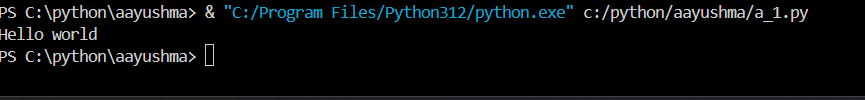 PS C:\python\aayushma> & "C:/Program Files/Python312/python.exe" c:/python/aayushma/a_1.py
Hello world
PS C:\python\aayushma>